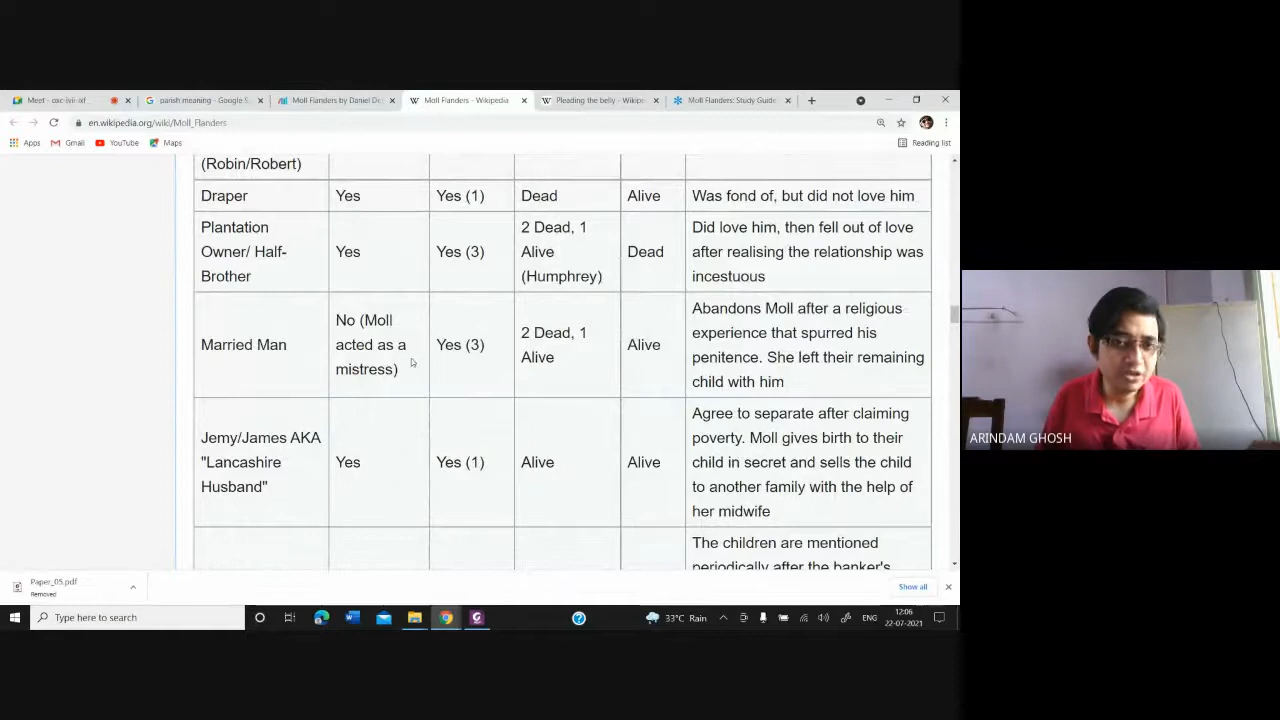 Meet - oxc-ivii-ixf
parish meaning - Google S
Moll Flanders by Daniel De
Moll Flanders - Wikipedia
Pleading the belly - Wikipe
Moll Flanders: Study Guide
en.wikipedia.org/wiki/Moll_Flanders
Apps Gmail YouTube Maps Reading list
(Robin/Robert)
Draper Yes Yes (1) Dead Alive Was fond of, but did not love him
Plantation
Owner/ Half-
Brother
Yes
Yes (3)
2 Dead, 1
Alive
(Humphrey)
Dead
Did love him, then fell out of love
after realising the relationship was
incestuous
Married Man
No (Moll
acted as a
mistress)
Yes (3)
2 Dead, 1
Alive
Alive
Abandons Moll after a religious
experience that spurred his
penitence. She left their remaining
child with him
Jemy/James AKA
"Lancashire
Husband"
Yes
Yes (1)
Alive
Alive
Agree to separate after claiming
poverty. Moll gives birth to their
child in secret and sells the child
to another family with the help of
her midwife
The children are mentioned
periodically after the banker's
ARINDAM GHOSH
Paper_05.pdf
Removed
Show all
Type here to search
33°C Rain
ENG
12:06
22-07-2021